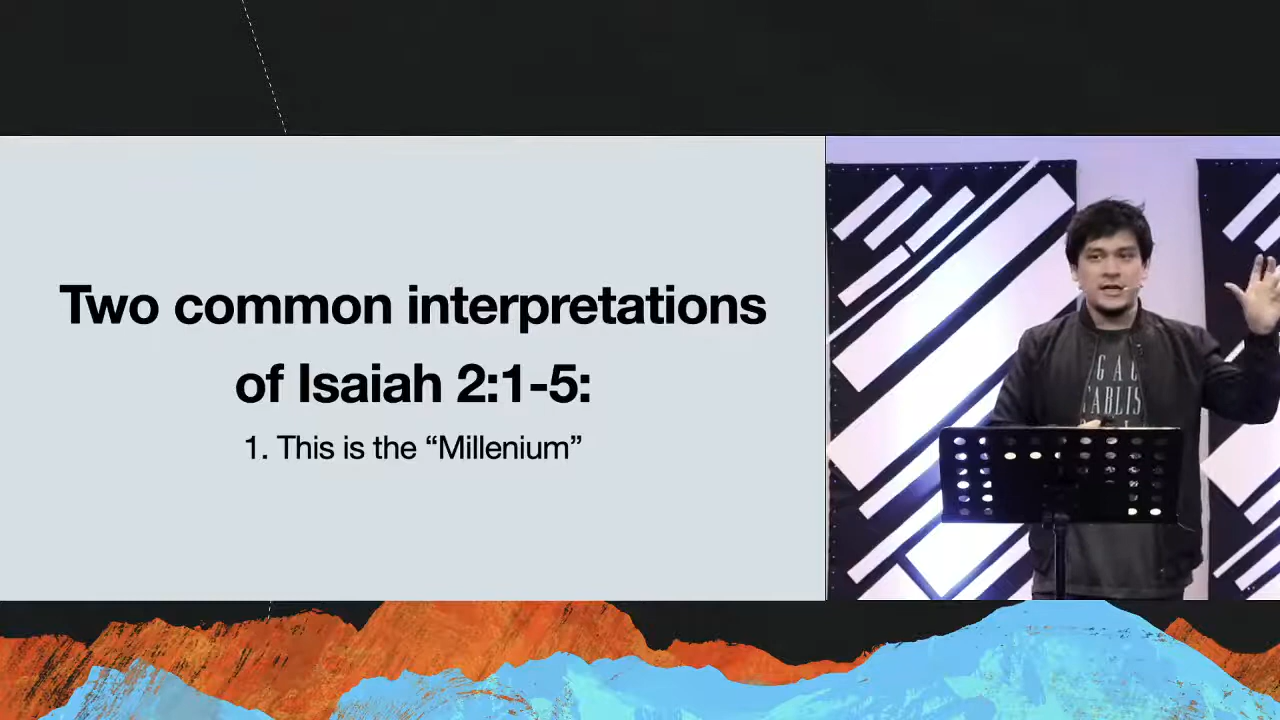 Two common interpretations
of Isaiah 2:1-5:
1. This is the “Millenium”